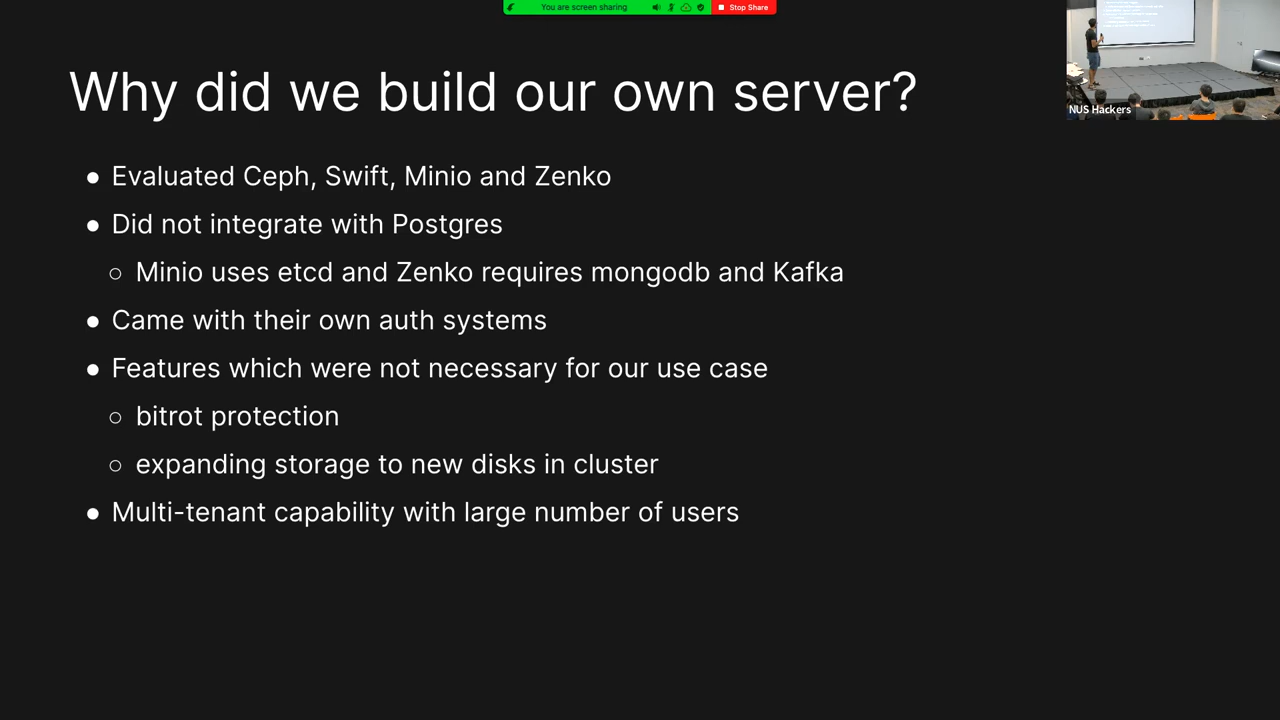 You are screen sharing
Stop Share
Why did we build our own server?
NUS Hackers
● Evaluated Ceph, Swift, Minio and Zenko
● Did not integrate with Postgres
○ Minio uses etcd and Zenko requires mongodb and Kafka
● Came with their own auth systems
● Features which were not necessary for our use case
○ bitrot protection
○ expanding storage to new disks in cluster
● Multi-tenant capability with large number of users